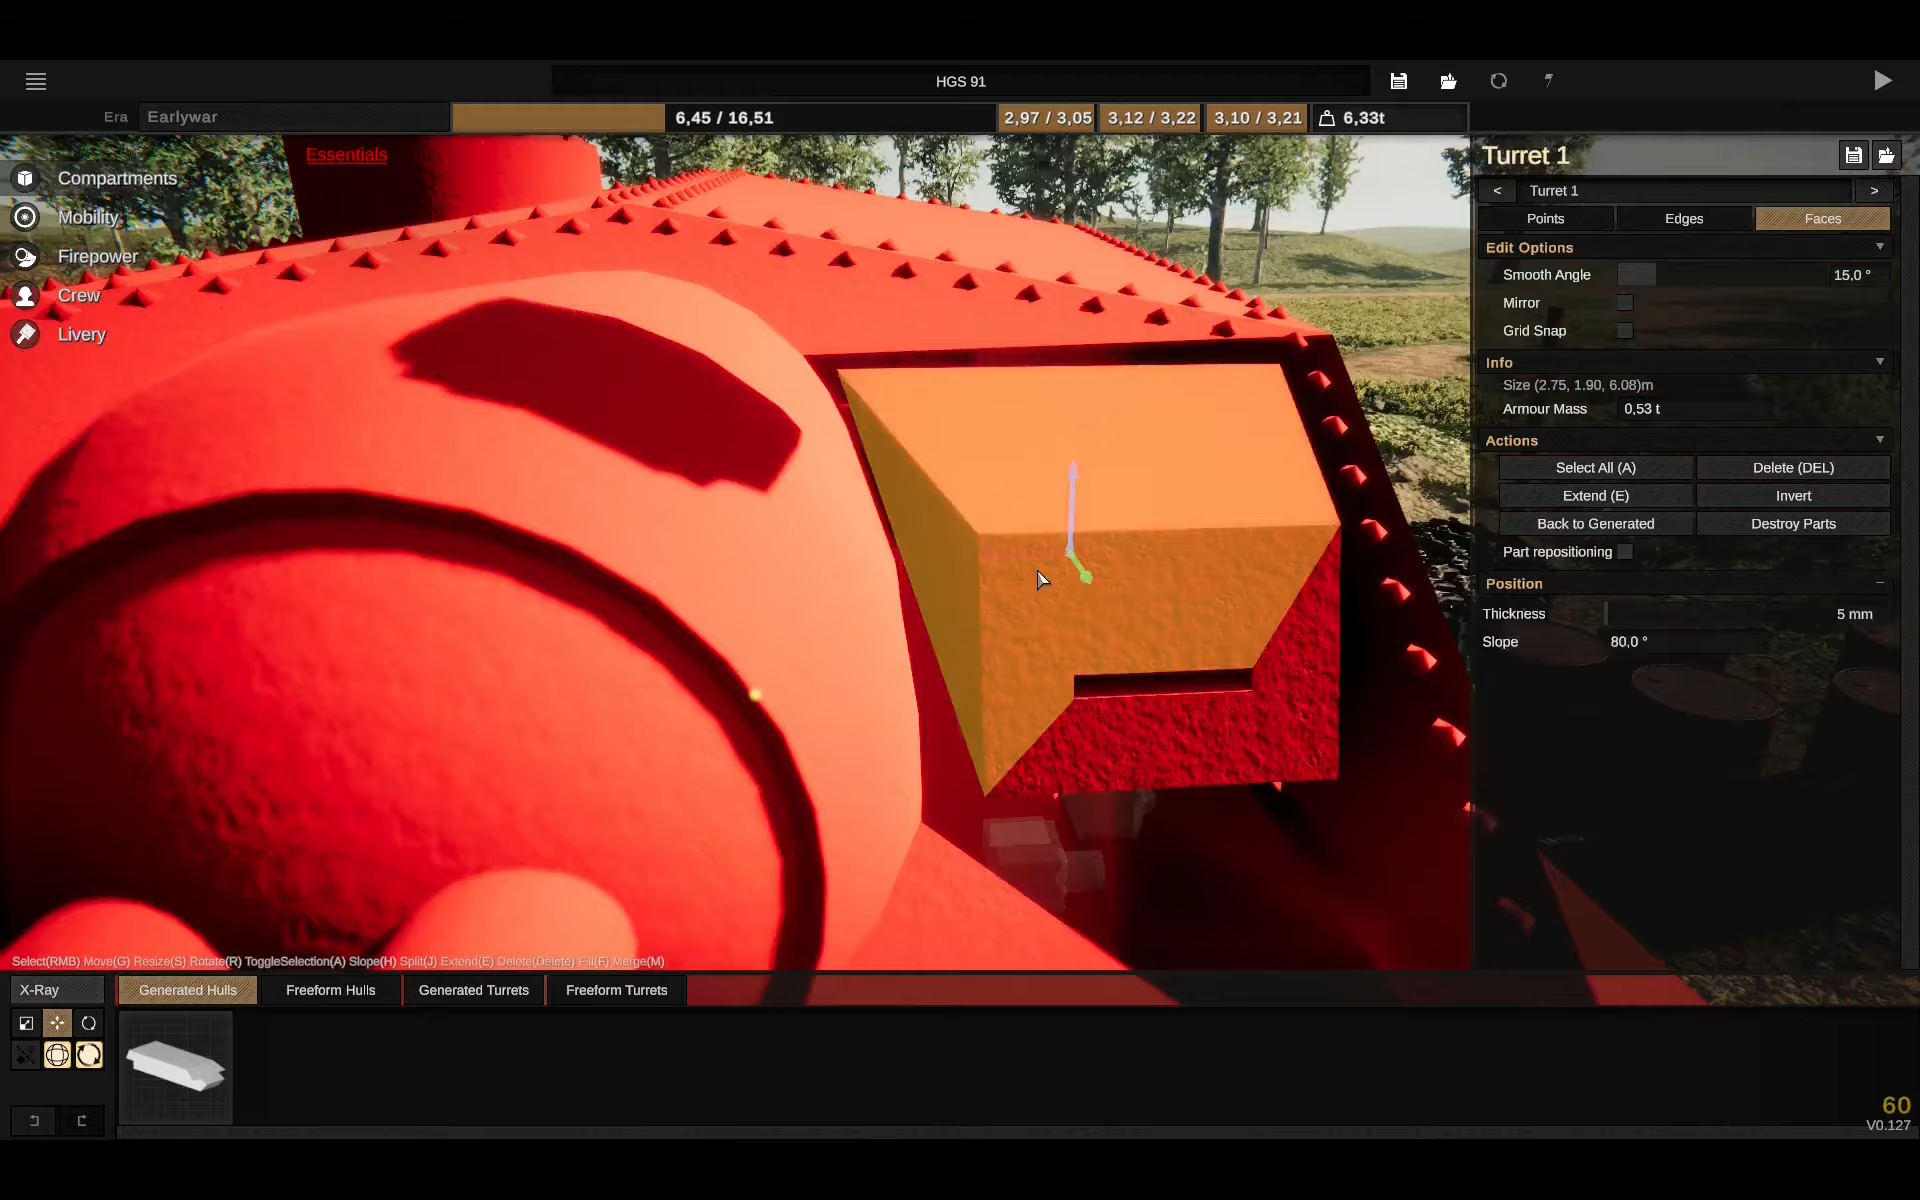 HGS 91
Era
Earlywar
6,45 / 16,51
2,97 / 3,05
3,12 / 3,22
3,10 / 3,21
6,33t
Essentials
Compartments
Mobility
Firepower
Crew
Livery
Turret 1
<
Turret 1
>
Points
Edges
Faces
Edit Options
Smooth Angle
15,0 °
Mirror
Grid Snap
Info
Size (2.75, 1.90, 6.08)m
Armour Mass
0,53 t
Actions
Select All (A)
Delete (DEL)
Extend (E)
Invert
Back to Generated
Destroy Parts
Part repositioning
Position
Thickness
5 mm
Slope
80,0 °
Select(RMB) Move(G) Resize(S) Rotate(R) ToggleSelection(A) Slope(H) Split(J) Extend(E) Delete(Delete) Fill(F) Merge(M)
X-Ray
Generated Hulls
Freeform Hulls
Generated Turrets
Freeform Turrets
60
V0.127